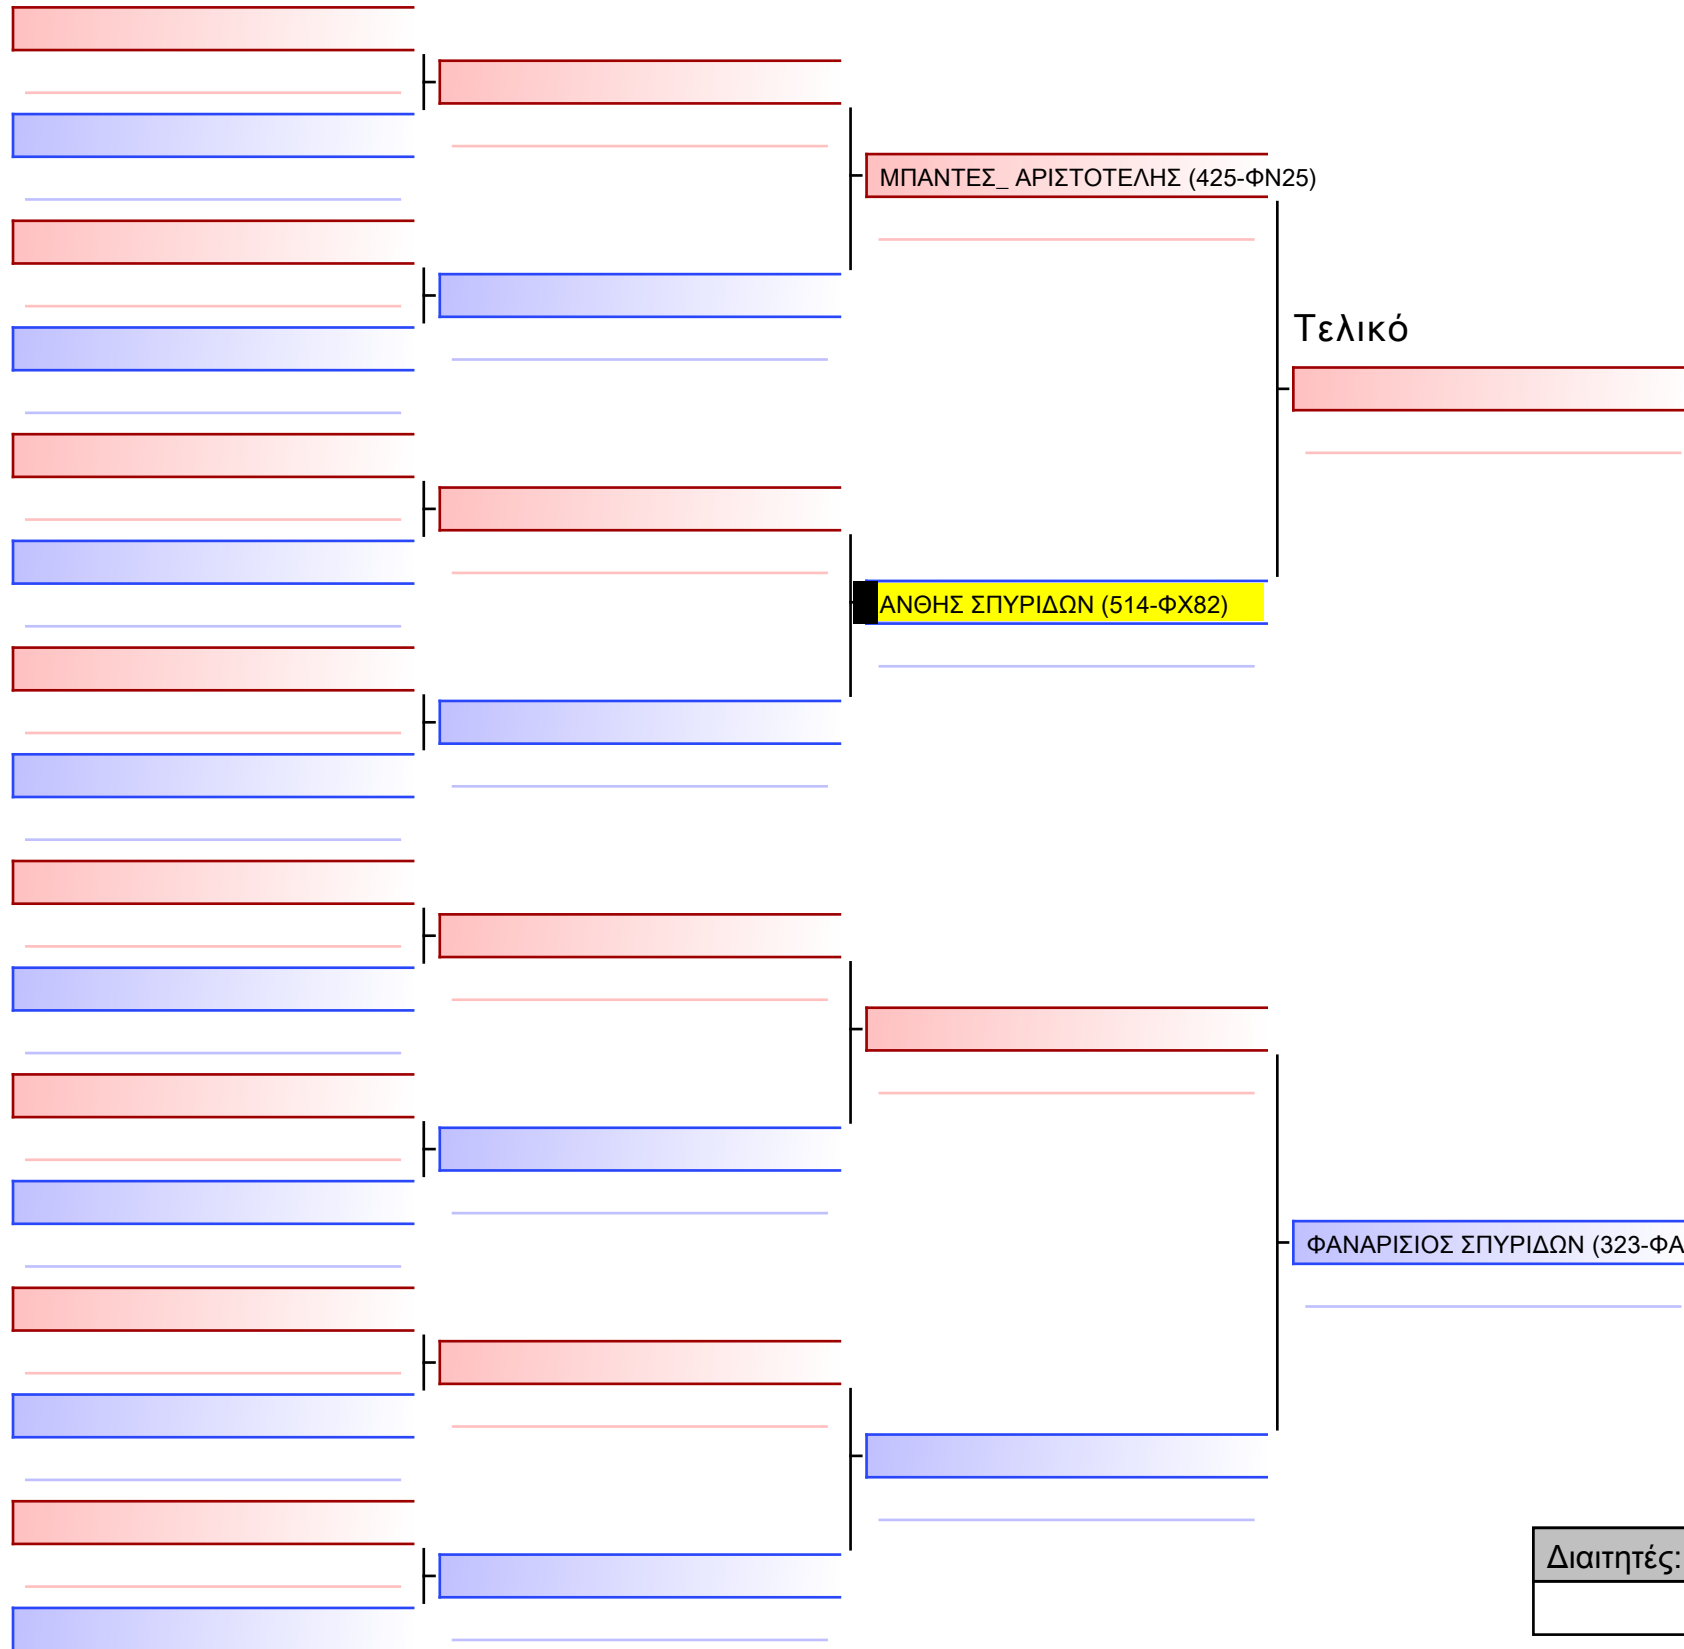 ΜΠΑΝΤΕΣ_ ΑΡΙΣΤΟΤΕΛΗΣ (425-ΦΝ25)
Τελικό
ΑΝΘΗΣ ΣΠΥΡΙΔΩΝ (514-ΦΧ82)
ΦΑΝΑΡΙΣΙΟΣ ΣΠΥΡΙΔΩΝ (323-ΦΑ
Διαιτητές: